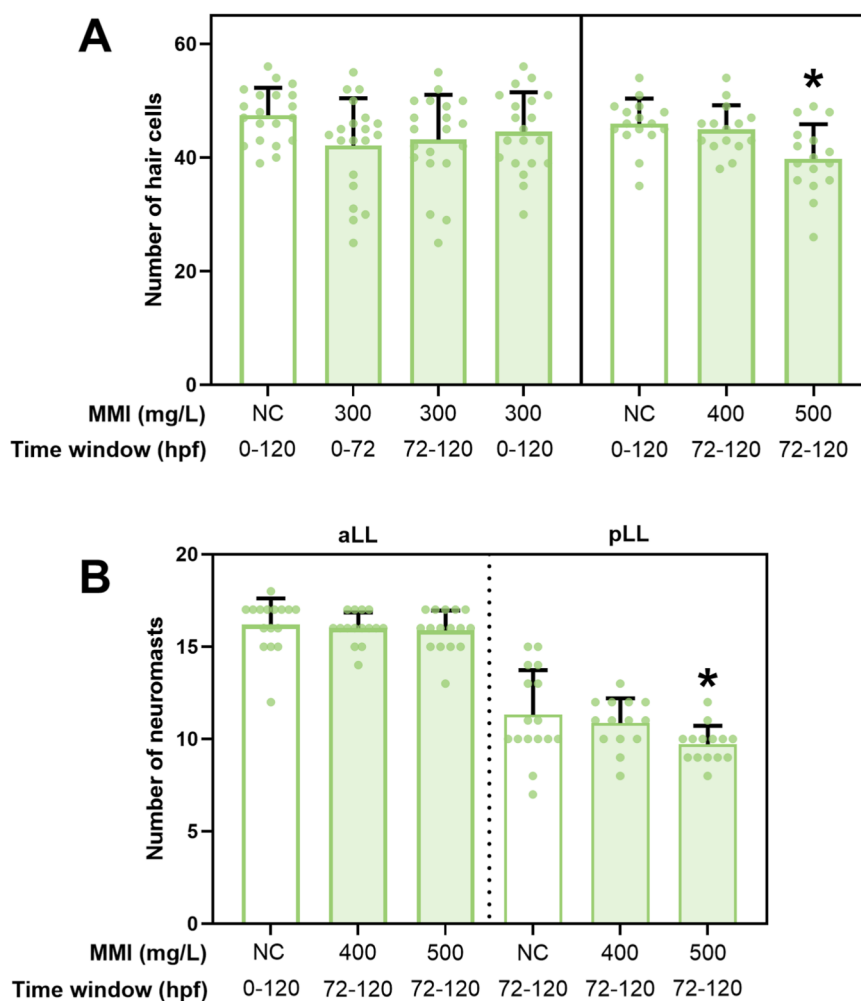 A
Number of hair cells
60
40
20
0
*
MMI (mg/L) NC 300 300 300 NC 400 500
Time window (hpf) 0-120 0-72 72-120 0-120 0-120 72-120 72-120
B
aLL pLL
Number of neuromasts
20
15
10
5
0
*
MMI (mg/L) NC 400 500 NC 400 500
Time window (hpf) 0-120 72-120 72-120 72-120 72-120 72-120